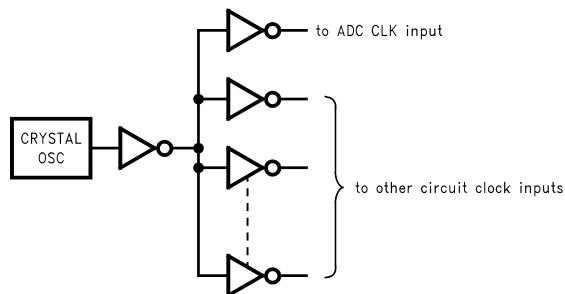 to ADC CLK input
CRYSTAL
OSC
to other circuit clock inputs